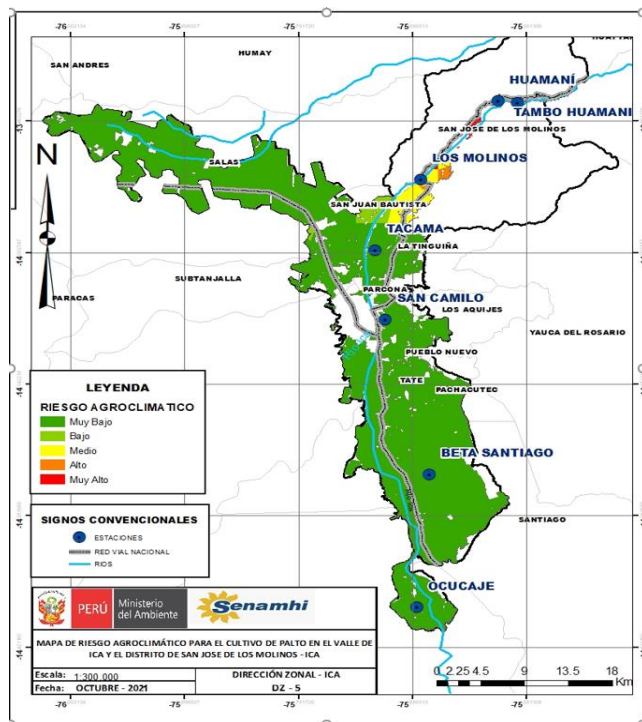 HUMAY
SAN ANDRES
HUAMANÍ
TAMBO HUAMANI
SAN JOSE DE LOS MOLINOS
LOS MOLINOS
SALAS
N
SAN JUAN BAUTISTA
TACAMA
LA TINGUIÑA
SUBTANJALLA
PARCONA
PARACAS
SAN CAMILO
LOS AQUIJES
YAUCA DEL ROSARIO
PUEBLO NUEVO
TATE
PACHACUTEC
LEYENDA
RIESGO AGROCLIMATICO
Muy Bajo
Bajo
Medio
Alto
Muy Alto
BETA SANTIAGO
SANTIAGO
SIGNOS CONVENCIONALES
ESTACIONES
RED VIAL NACIONAL
RIOS
OCUCAJE
PERÚ
Ministerio
del Ambiente
Senamhi
MAPA DE RIESGO AGROCLIMÁTICO PARA EL CULTIVO DE PALTO EN EL VALLE DE
ICA Y EL DISTRITO DE SAN JOSE DE LOS MOLINOS - ICA
Escala: 1:300,000
DIRECCIÓN ZONAL - ICA
Fecha: OCTUBRE - 2021
DZ - 5
0 2.25 4.5 9 13.5 18
Km